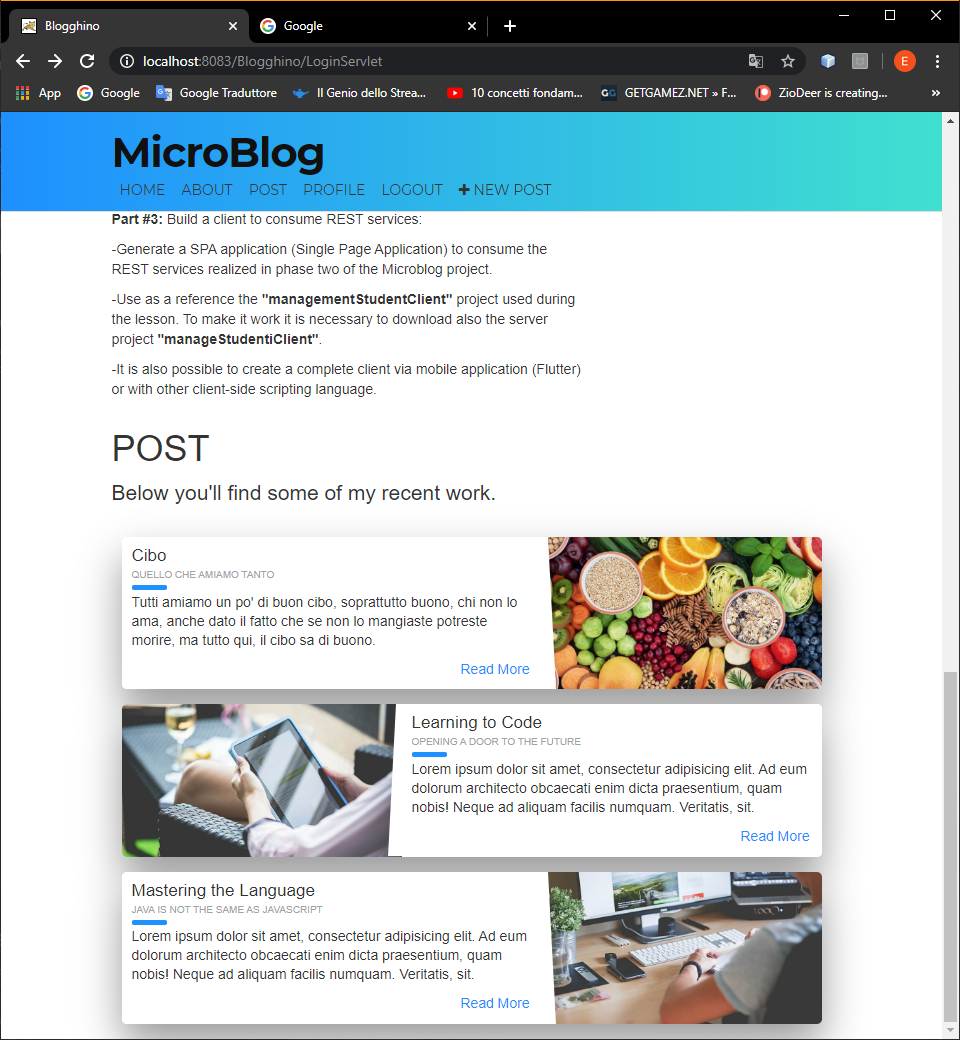 Blogghino
Google
localhost:8083/Blogghino/LoginServlet
E
App
Google
Google Traduttore
Il Genio dello Strea...
10 concetti fondam...
GG
GETGAMEZ.NET » F...
ZioDeer is creating...
»
MicroBlog
HOME ABOUT POST PROFILE LOGOUT + NEW POST
Part #3: Build a client to consume REST services:
-Generate a SPA application (Single Page Application) to consume the
REST services realized in phase two of the Microblog project.
-Use as a reference the "managementStudentClient" project used during
the lesson. To make it work it is necessary to download also the server
project "manageStudentiClient".
-It is also possible to create a complete client via mobile application (Flutter)
or with other client-side scripting language.
POST
Below you'll find some of my recent work.
Cibo
QUELLO CHE AMIAMO TANTO
Tutti amiamo un po' di buon cibo, soprattutto buono, chi non lo
ama, anche dato il fatto che se non lo mangiaste potreste
morire, ma tutto qui, il cibo sa di buono.
Read More
Learning to Code
OPENING A DOOR TO THE FUTURE
Lorem ipsum dolor sit amet, consectetur adipisicing elit. Ad eum
dolorum architecto obcaecati enim dicta praesentium, quam
nobis! Neque ad aliquam facilis numquam. Veritatis, sit.
Read More
Mastering the Language
JAVA IS NOT THE SAME AS JAVASCRIPT
Lorem ipsum dolor sit amet, consectetur adipisicing elit. Ad eum
dolorum architecto obcaecati enim dicta praesentium, quam
nobis! Neque ad aliquam facilis numquam. Veritatis, sit.
Read More